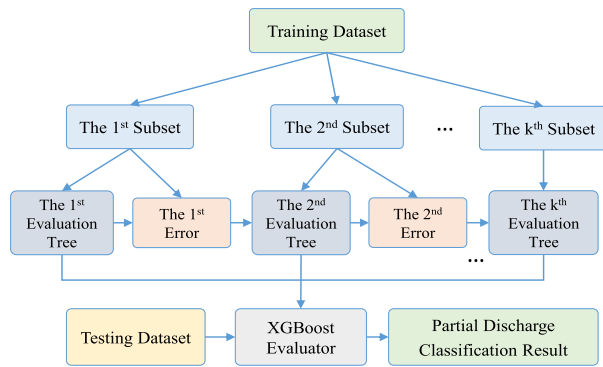 Training Dataset
The 1st Subset
The 2nd Subset
...
The kth Subset
The 1st
Evaluation
Tree
The 1st
Error
The 2nd
Evaluation
Tree
The 2nd
Error
The kth
Evaluation
Tree
...
Testing Dataset
XGBoost
Evaluator
Partial Discharge
Classification Result